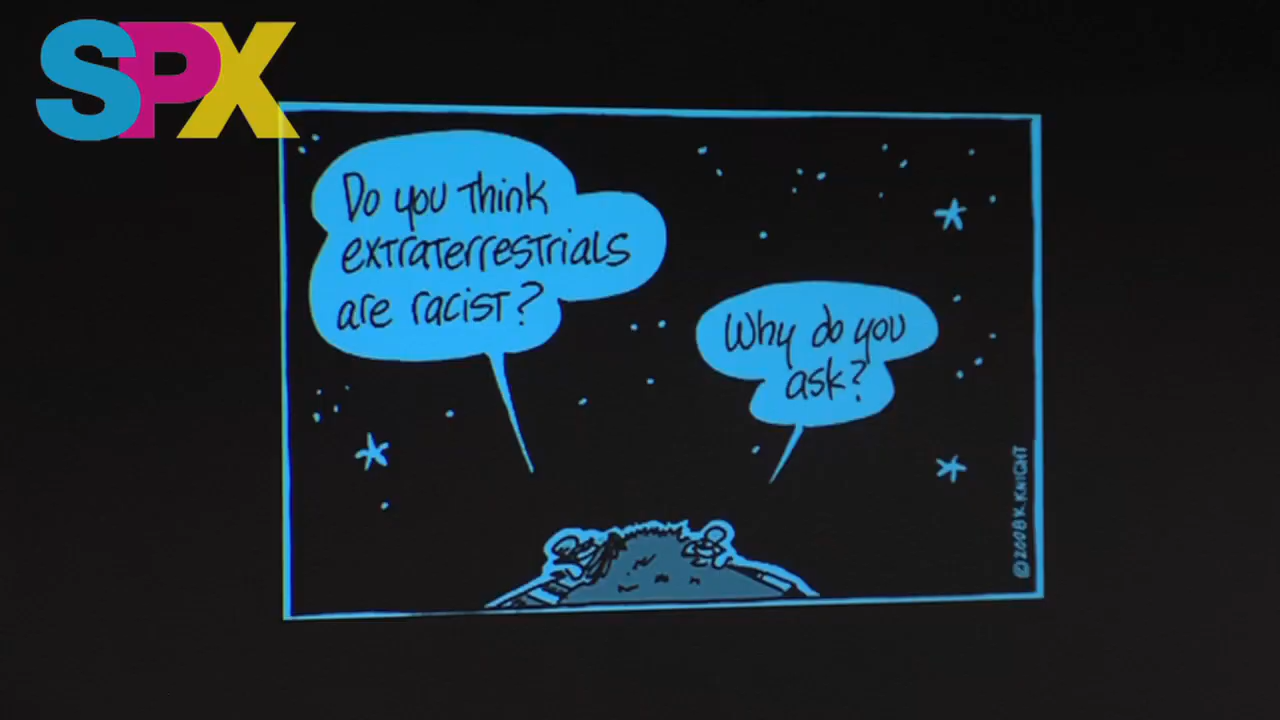 SPX
Do you think
extraterrestrials
are racist?
Why do you
ask?
©2008 K. KNIGHT